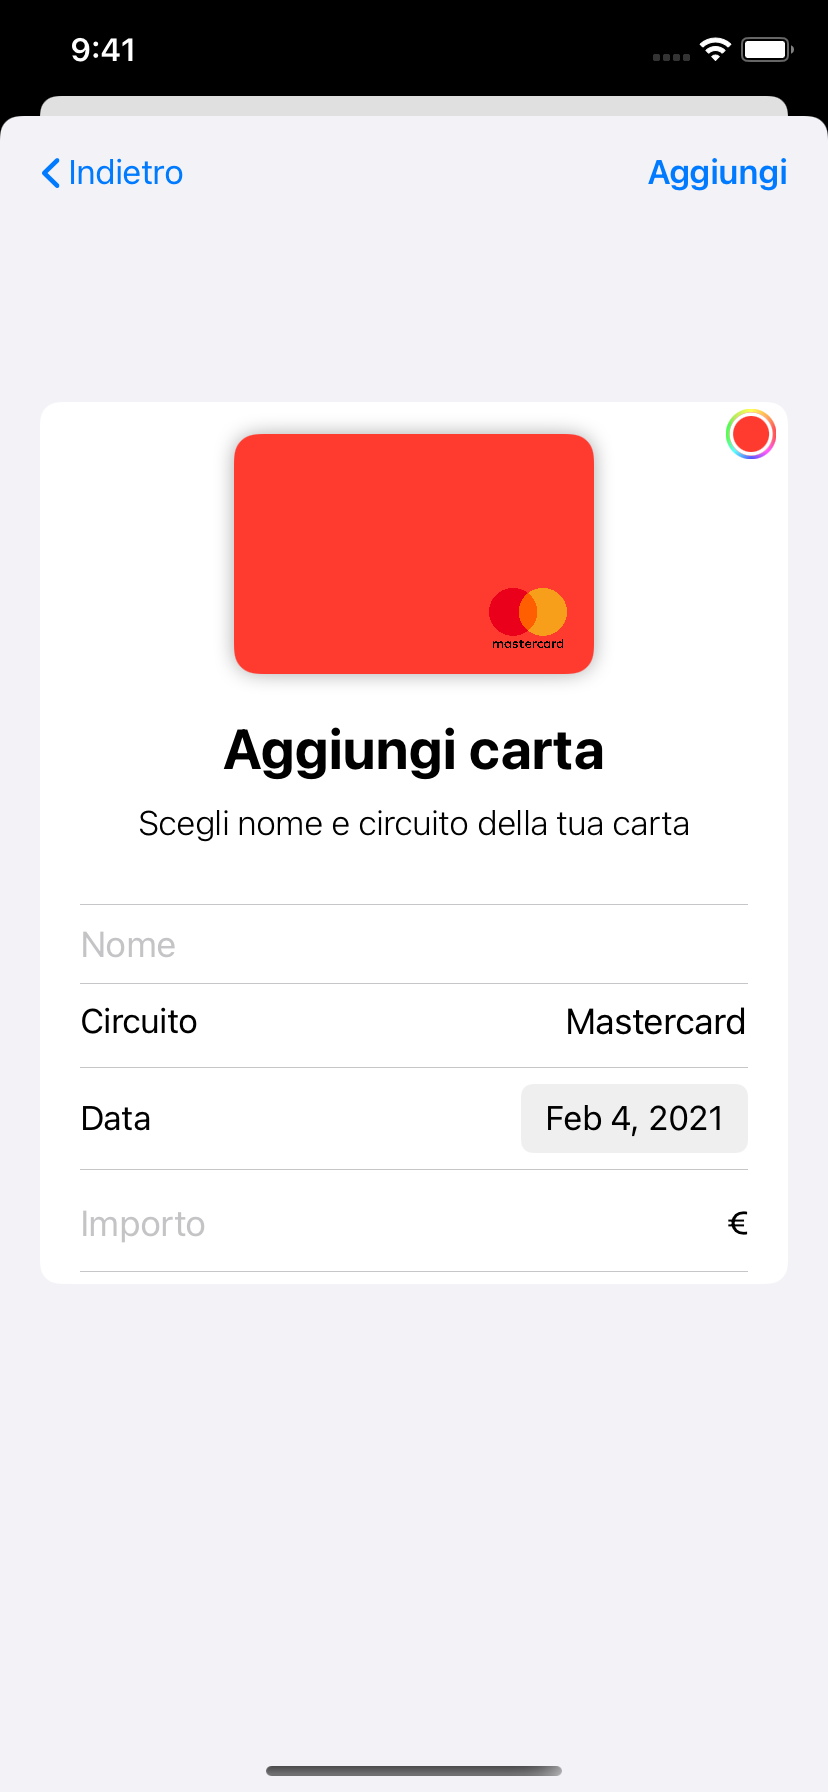 9:41
Indietro
Aggiungi
mastercard
Aggiungi carta
Scegli nome e circuito della tua carta
Nome
Circuito
Mastercard
Data
Feb 4, 2021
Importo
€